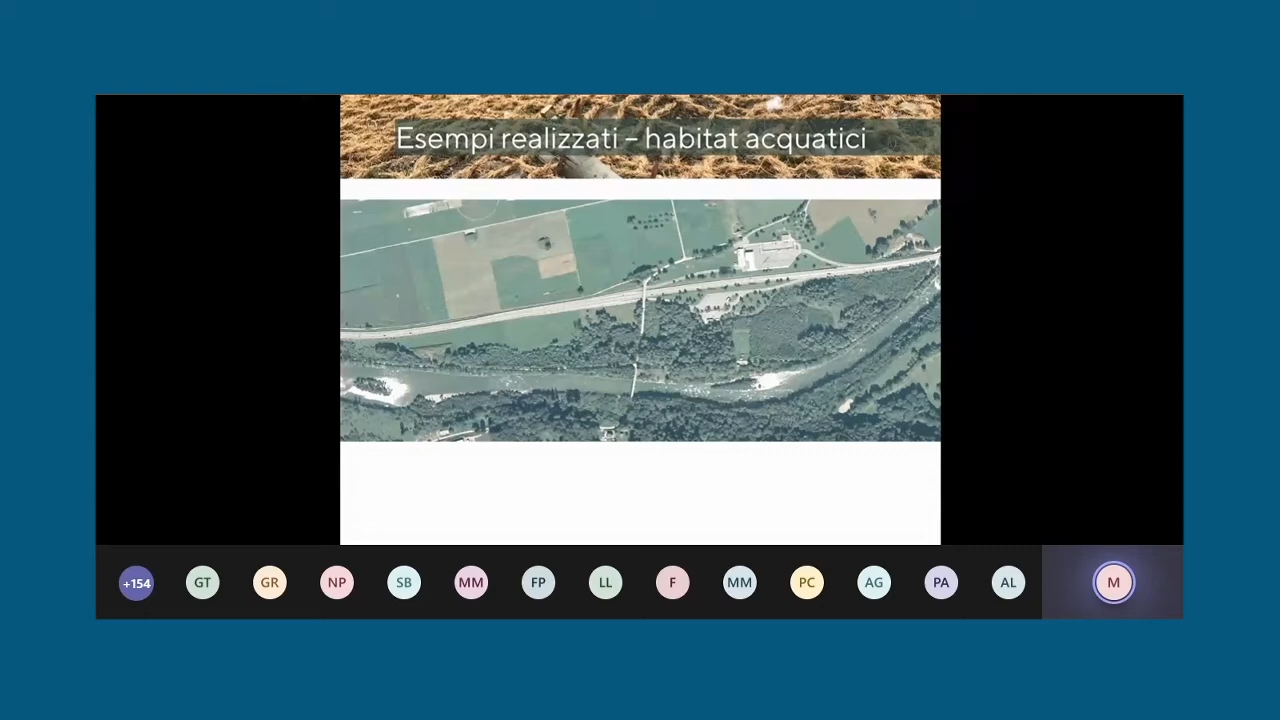 Esempi realizzati – habitat acquatici
+154 GT GR NP SB MM FP LL F MM PC AG PA AL M